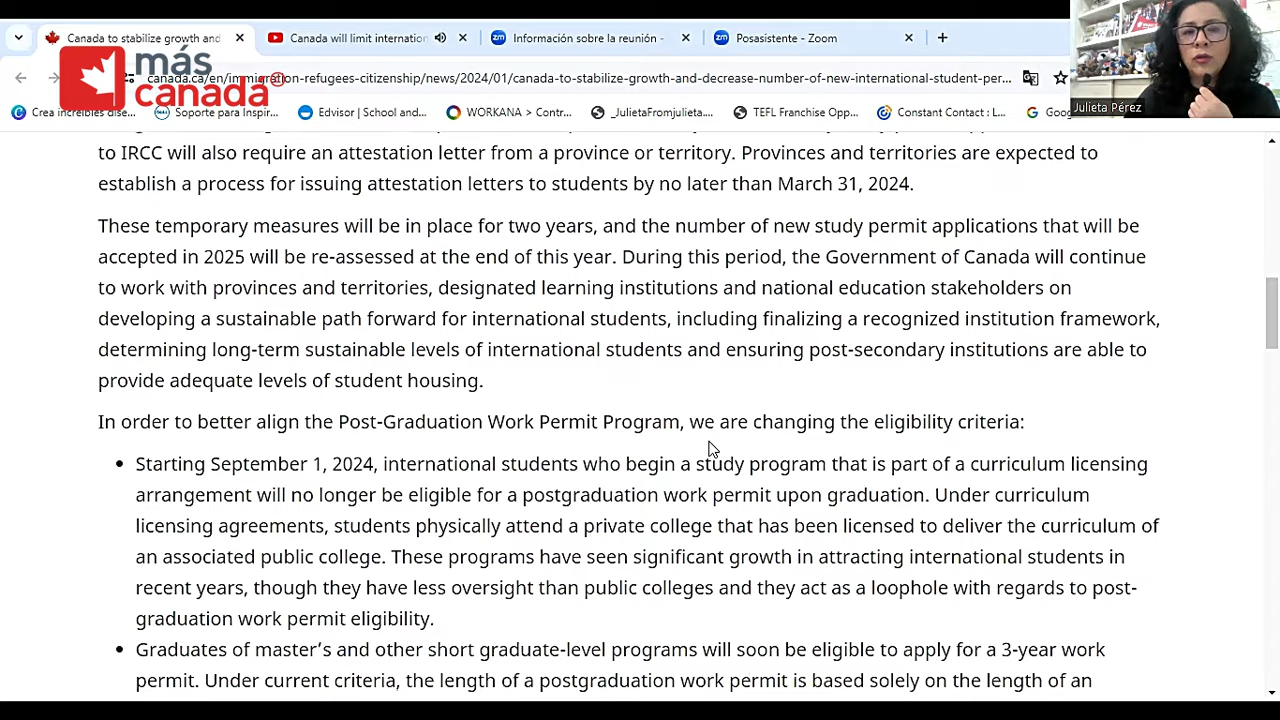 Canada to stabilize growth and
Canada will limit internation
Información sobre la reunión -
Posasistente - Zoom
más
canadá
canada.ca/en/immigration-refugees-citizenship/news/2024/01/canada-to-stabilize-growth-and-decrease-number-of-new-international-student-per...
Julieta Pérez
Crea increíbles dise...
Soporte para Inspir...
Edvisor | School and...
WORKANA > Contr...
_JulietaFromjulieta....
TEFL Franchise Opp...
Constant Contact : L...
Goog
to IRCC will also require an attestation letter from a province or territory. Provinces and territories are expected to
establish a process for issuing attestation letters to students by no later than March 31, 2024.
These temporary measures will be in place for two years, and the number of new study permit applications that will be
accepted in 2025 will be re-assessed at the end of this year. During this period, the Government of Canada will continue
to work with provinces and territories, designated learning institutions and national education stakeholders on
developing a sustainable path forward for international students, including finalizing a recognized institution framework,
determining long-term sustainable levels of international students and ensuring post-secondary institutions are able to
provide adequate levels of student housing.
In order to better align the Post-Graduation Work Permit Program, we are changing the eligibility criteria:
• Starting September 1, 2024, international students who begin a study program that is part of a curriculum licensing
arrangement will no longer be eligible for a postgraduation work permit upon graduation. Under curriculum
licensing agreements, students physically attend a private college that has been licensed to deliver the curriculum of
an associated public college. These programs have seen significant growth in attracting international students in
recent years, though they have less oversight than public colleges and they act as a loophole with regards to post-
graduation work permit eligibility.
• Graduates of master's and other short graduate-level programs will soon be eligible to apply for a 3-year work
permit. Under current criteria, the length of a postgraduation work permit is based solely on the length of an